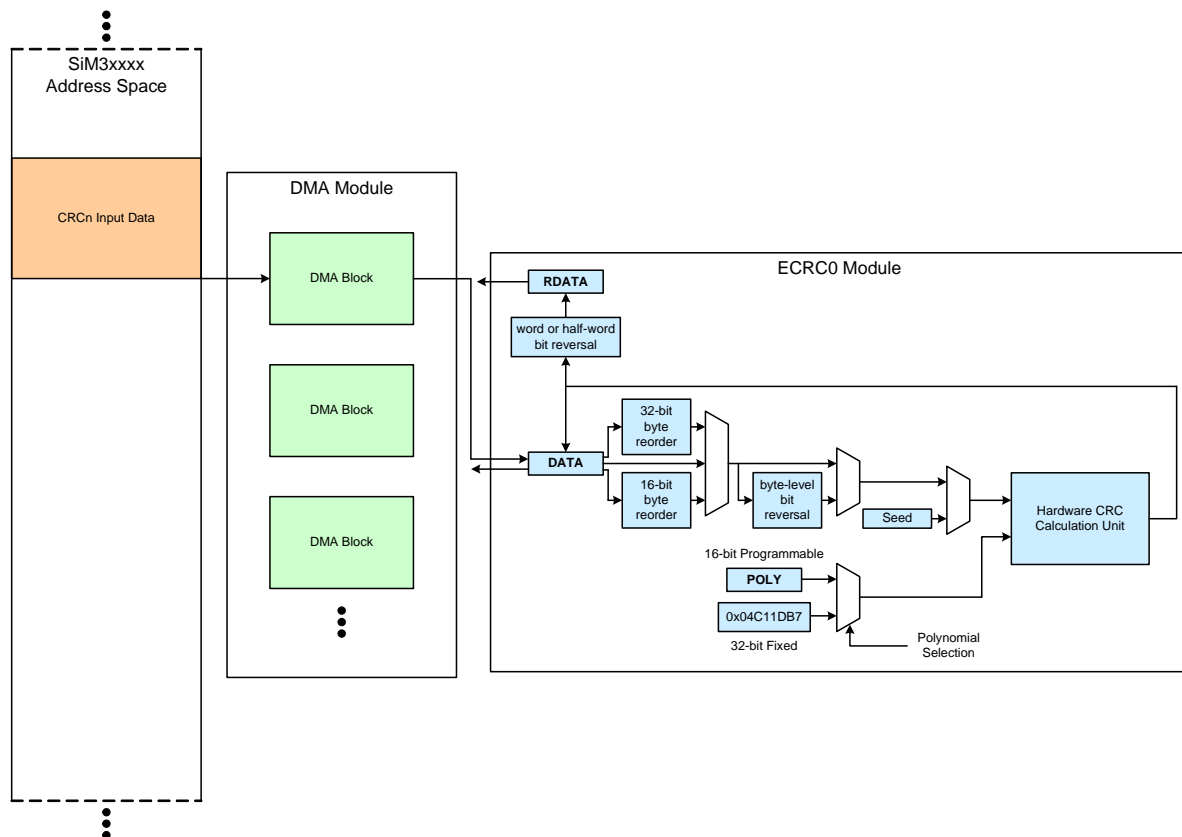 SiM3xxxx
Address Space
CRCn Input Data
DMA Module
DMA Block
DMA Block
DMA Block
ECRC0 Module
RDATA
word or half-word
bit reversal
DATA
32-bit
byte
reorder
16-bit
byte
reorder
byte-level
bit
reversal
Seed
Hardware CRC
Calculation Unit
16-bit Programmable
POLY
0x04C11DB7
32-bit Fixed
Polynomial
Selection